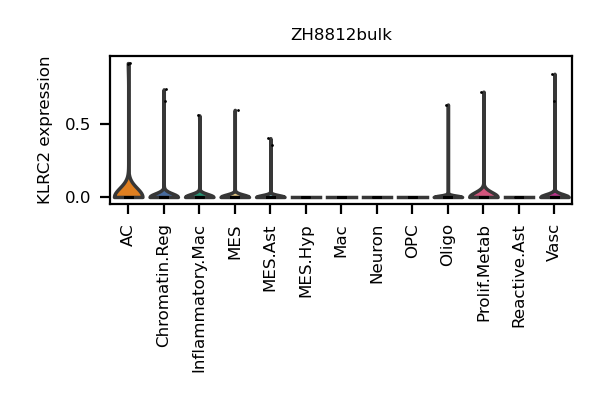 ZH8812bulk
KLRC2 expression
0.5
0.0
AC
Chromatin.Reg
Inflammatory.Mac
MES
MES.Ast
MES.Hyp
Mac
Neuron
OPC
Oligo
Prolif.Metab
Reactive.Ast
Vasc